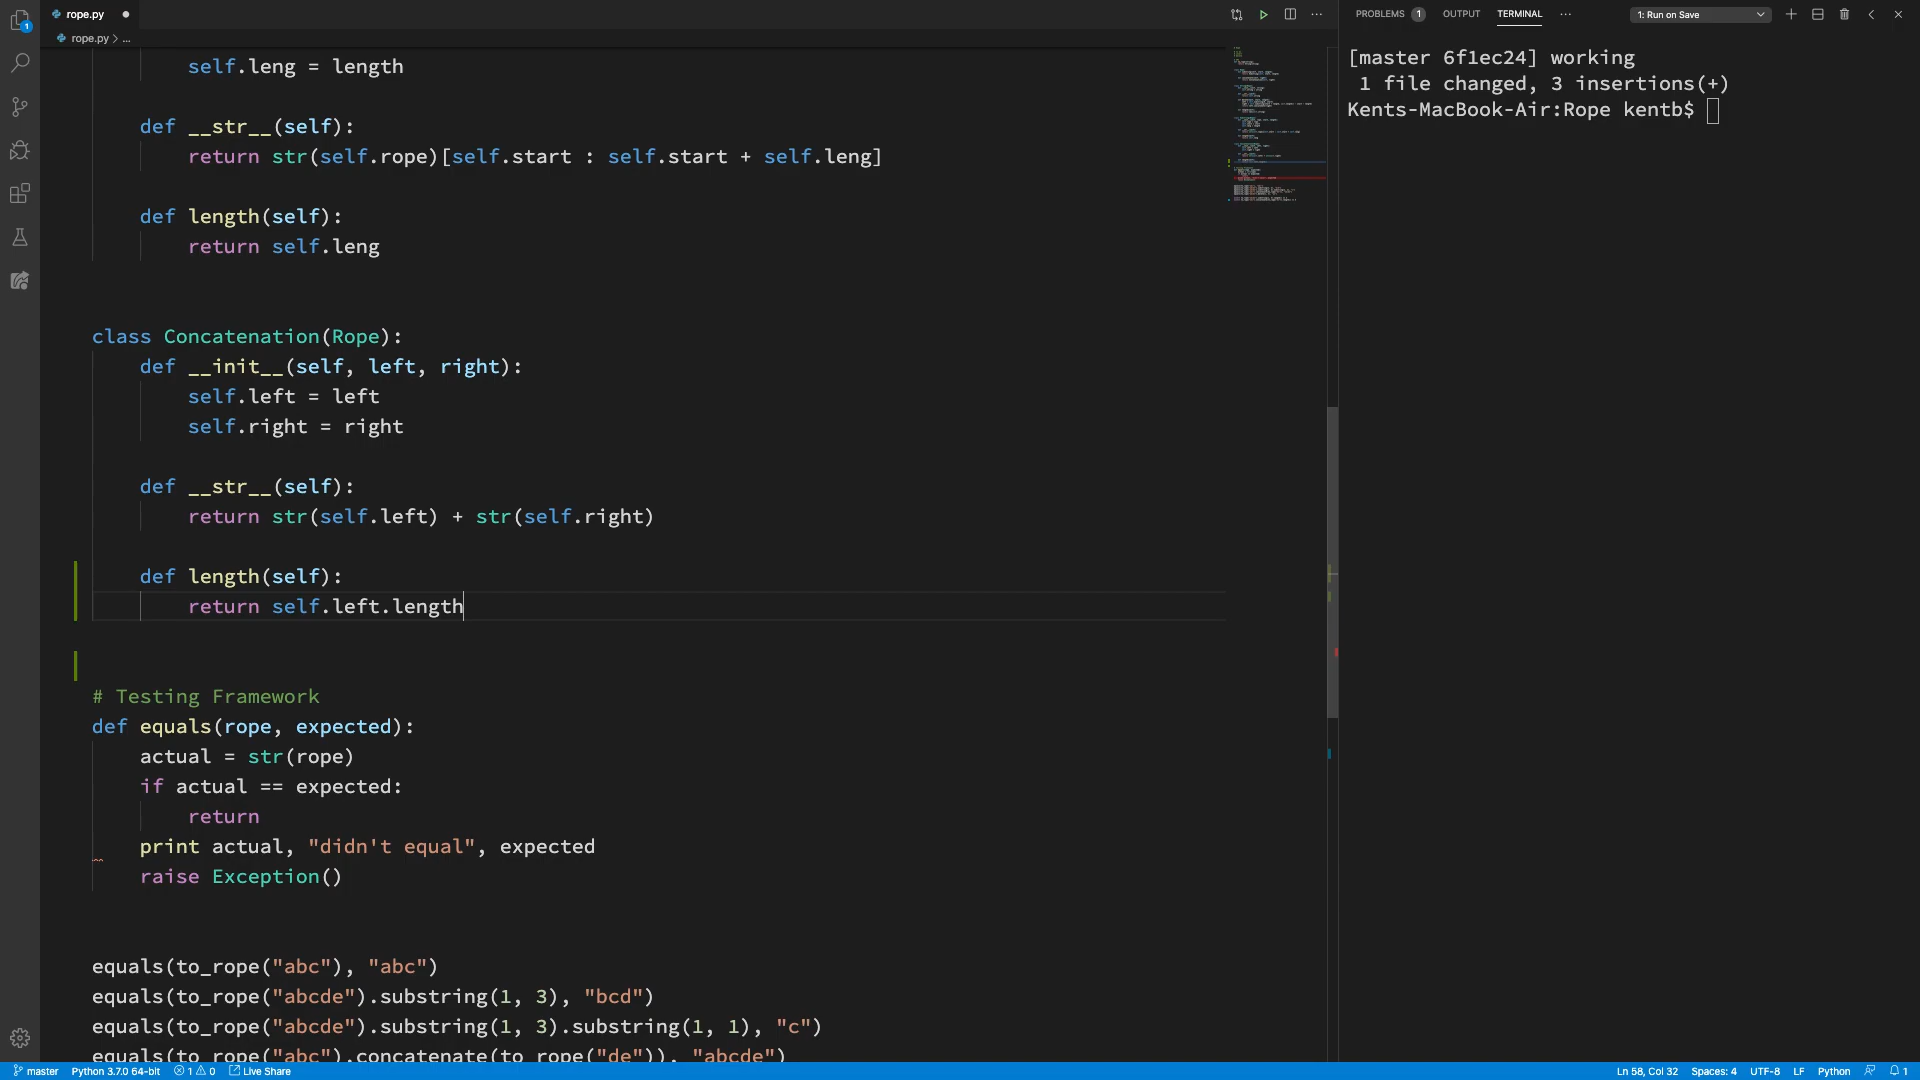 rope.py
PROBLEMS 1 OUTPUT TERMINAL ··· 1: Run on Save
rope.py > ...
self.leng = length
def __str__(self):
return str(self.rope)[self.start : self.start + self.leng]
def length(self):
return self.leng
class Concatenation(Rope):
def __init__(self, left, right):
self.left = left
self.right = right
def __str__(self):
return str(self.left) + str(self.right)
def length(self):
return self.left.length
# Testing Framework
def equals(rope, expected):
actual = str(rope)
if actual == expected:
return
print actual, "didn't equal", expected
raise Exception()
equals(to_rope("abc"), "abc")
equals(to_rope("abcde").substring(1, 3), "bcd")
equals(to_rope("abcde").substring(1, 3).substring(1, 1), "c")
equals(to_rope("abc").concatenate(to_rope("de")), "abcde")
[master 6f1ec24] working
1 file changed, 3 insertions(+)
Kents-MacBook-Air:Rope kentb$
1
master Python 3.7.0 64-bit 1 0 Live Share
Ln 58, Col 32 Spaces: 4 UTF-8 LF Python 1